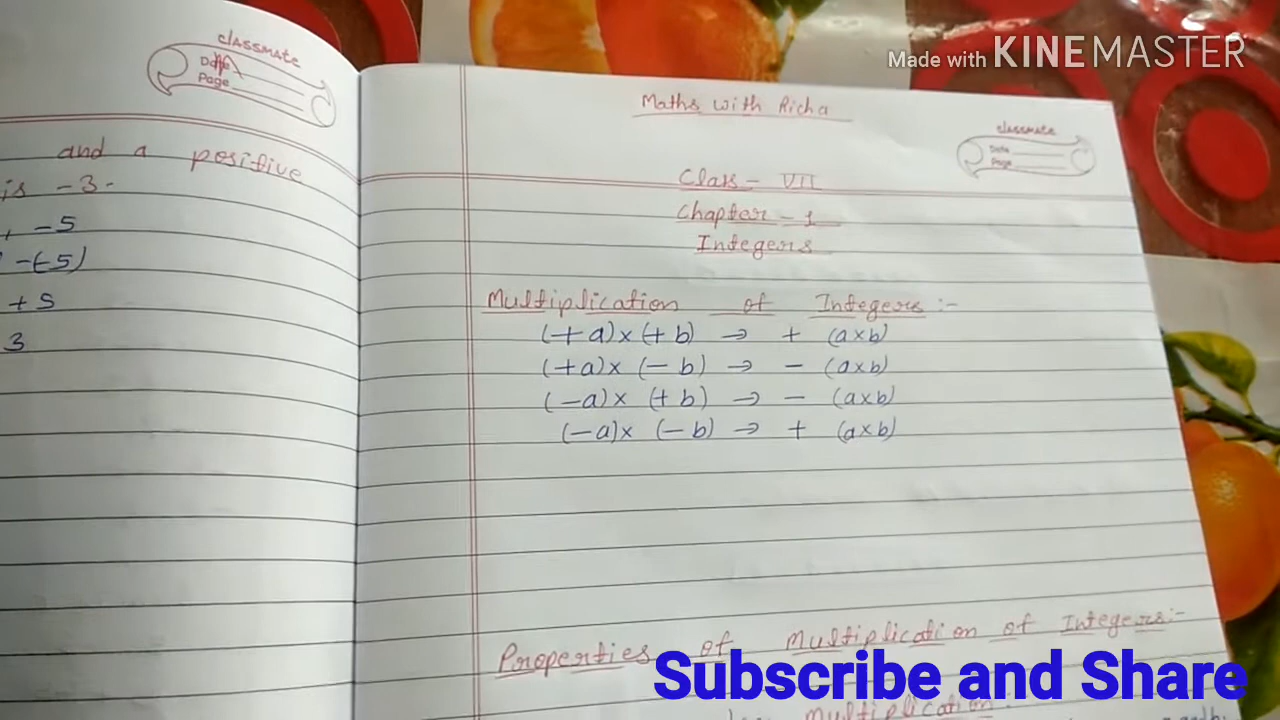 Made with KINEMASTER
classmate
Date
Page
and a positive
is -3.
, -5
-(-5)
+5
3
Maths with Richa
classmate
Date
Page
Class - VII
Chapter - 1
Integers
Multiplication of Integers :-
(+a)×(+b) → + (a×b)
(+a)× (-b) → - (a×b)
(-a)× (+b) → - (a×b)
(-a)× (-b) → + (a×b)
Properties of Multiplication of Integers:-
Subscribe and Share
Multiplication